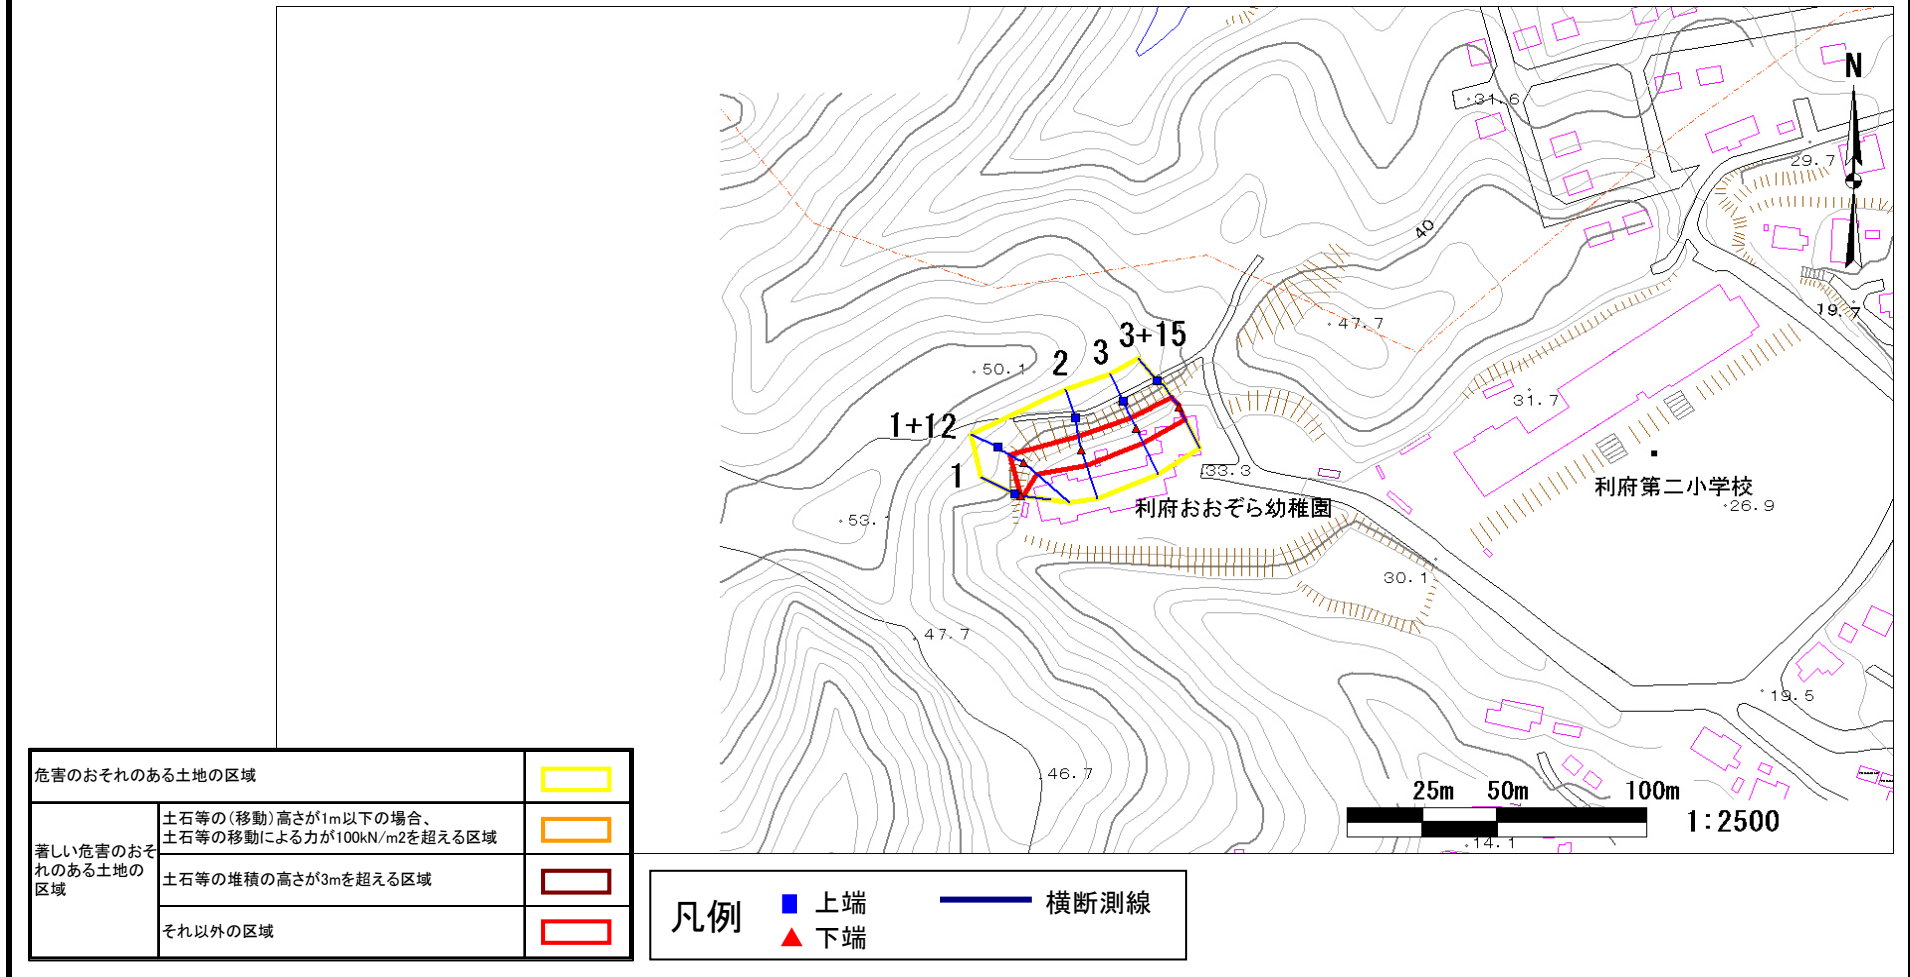 N
31.6
29.7
40
19.7
47.7
3+15
3
2
50.1
1+12
31.7
1
33.3
利府第二小学校
利府おおぞら幼稚園
26.9
53.1
30.1
47.7
19.5
46.7
25m 50m 100m
1:2500
14.1
危害のおそれのある土地の区域
著しい危害のおそ
れのある土地の
区域
土石等の(移動)高さが1m以下の場合、
土石等の移動による力が100kN/m2を超える区域
土石等の堆積の高さが3mを超える区域
それ以外の区域
凡例
上端
横断測線
下端